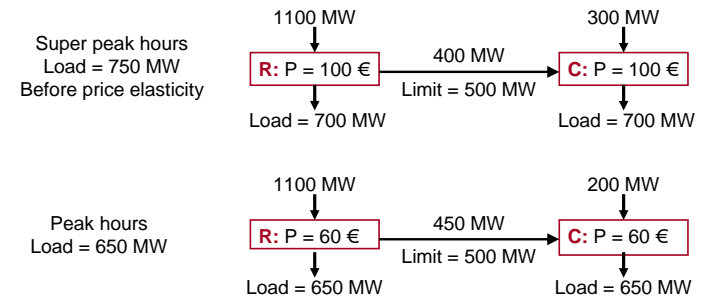 1100 MW
300 MW
Super peak hours
Load = 750 MW
Before price elasticity
R: P = 100 €
400 MW
Limit = 500 MW
C: P = 100 €
Load = 700 MW
Load = 700 MW
1100 MW
200 MW
Peak hours
Load = 650 MW
R: P = 60 €
450 MW
Limit = 500 MW
C: P = 60 €
Load = 650 MW
Load = 650 MW